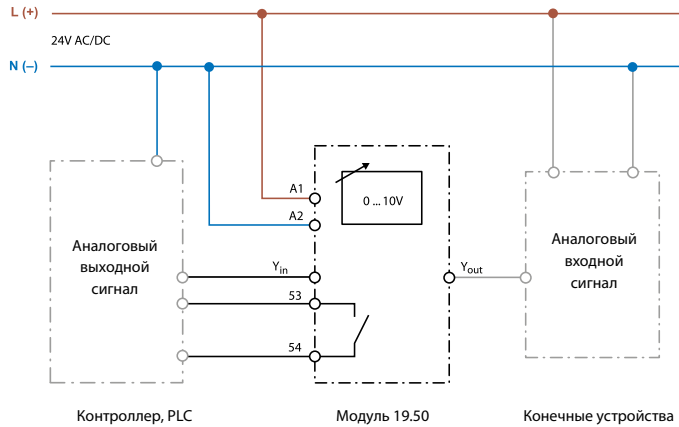 L (+)
24V AC/DC
N (–)
A1
0 ... 10V
A2
Аналоговый
выходной
сигнал
Yin
Yout
Аналоговый
входной
сигнал
53
54
Контроллер, PLC
Модуль 19.50
Конечные устройства